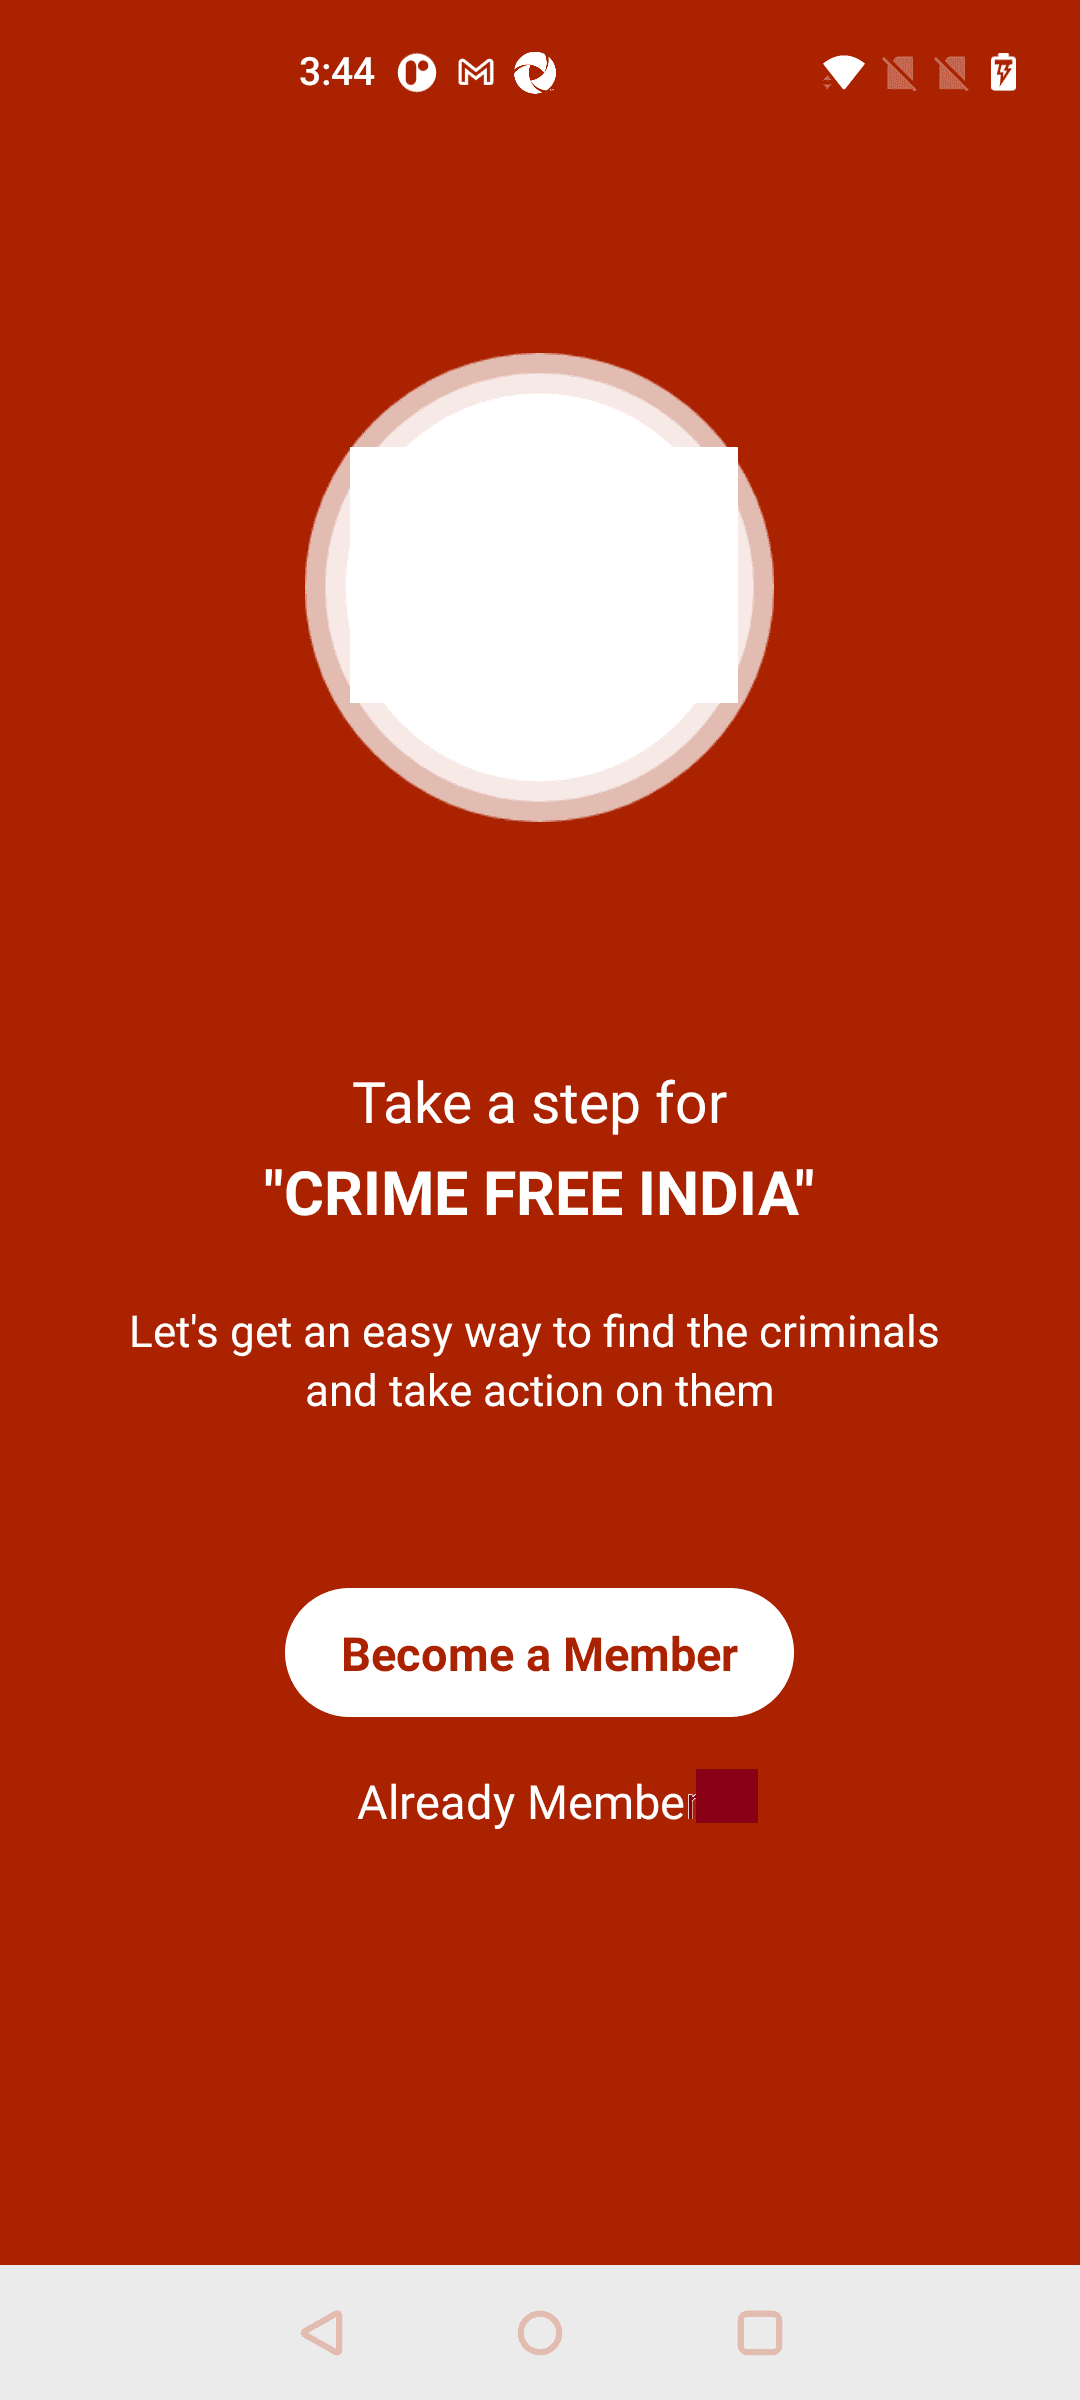 3:44
Take a step for
"CRIME FREE INDIA"
Let's get an easy way to find the criminals
and take action on them
Become a Member
Already Member